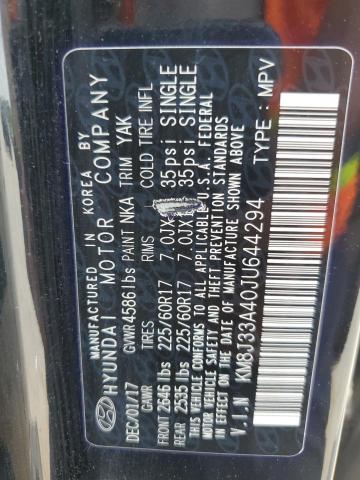 MANUFACTURED IN KOREA BY
HYUNDAI MOTOR COMPANY
DEC/01/17 GVWR 4586 lbs PAINT NKA TRIM YAK
GAWR TIRES RIMS COLD TIRE INFL
FRONT 2646 lbs 225/60R17 7.0JX 35psi SINGLE
REAR 2535 lbs 225/60R17 7.0JX 35psi SINGLE
THIS VEHICLE CONFORMS TO ALL APPLICABLE U.S.A. FEDERAL
MOTOR VEHICLE SAFETY AND THEFT PREVENTION STANDARDS
IN EFFECT ON THE DATE OF MANUFACTURE SHOWN ABOVE.
V.I.N KM8J33A40JU644294 TYPE : MPV